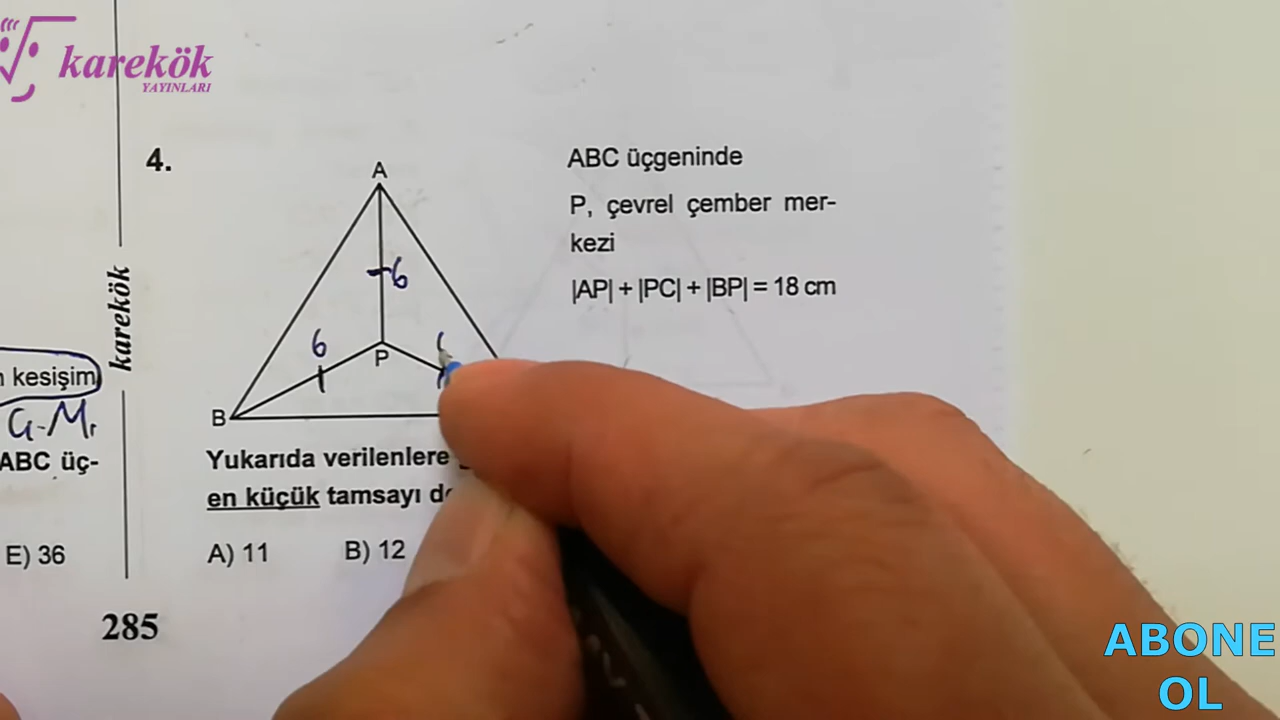 karekök
YAYINLARI
4.
ABC üçgeninde
P, çevrel çember mer-
kezi
|AP| + |PC| + |BP| = 18 cm
A
6
6
P
B
karekök
kesişim
G.M.
ABC üç-
Yukarıda verilenlere
en küçük tamsayı
E) 36
A) 11
B) 12
285
ABONE
OL